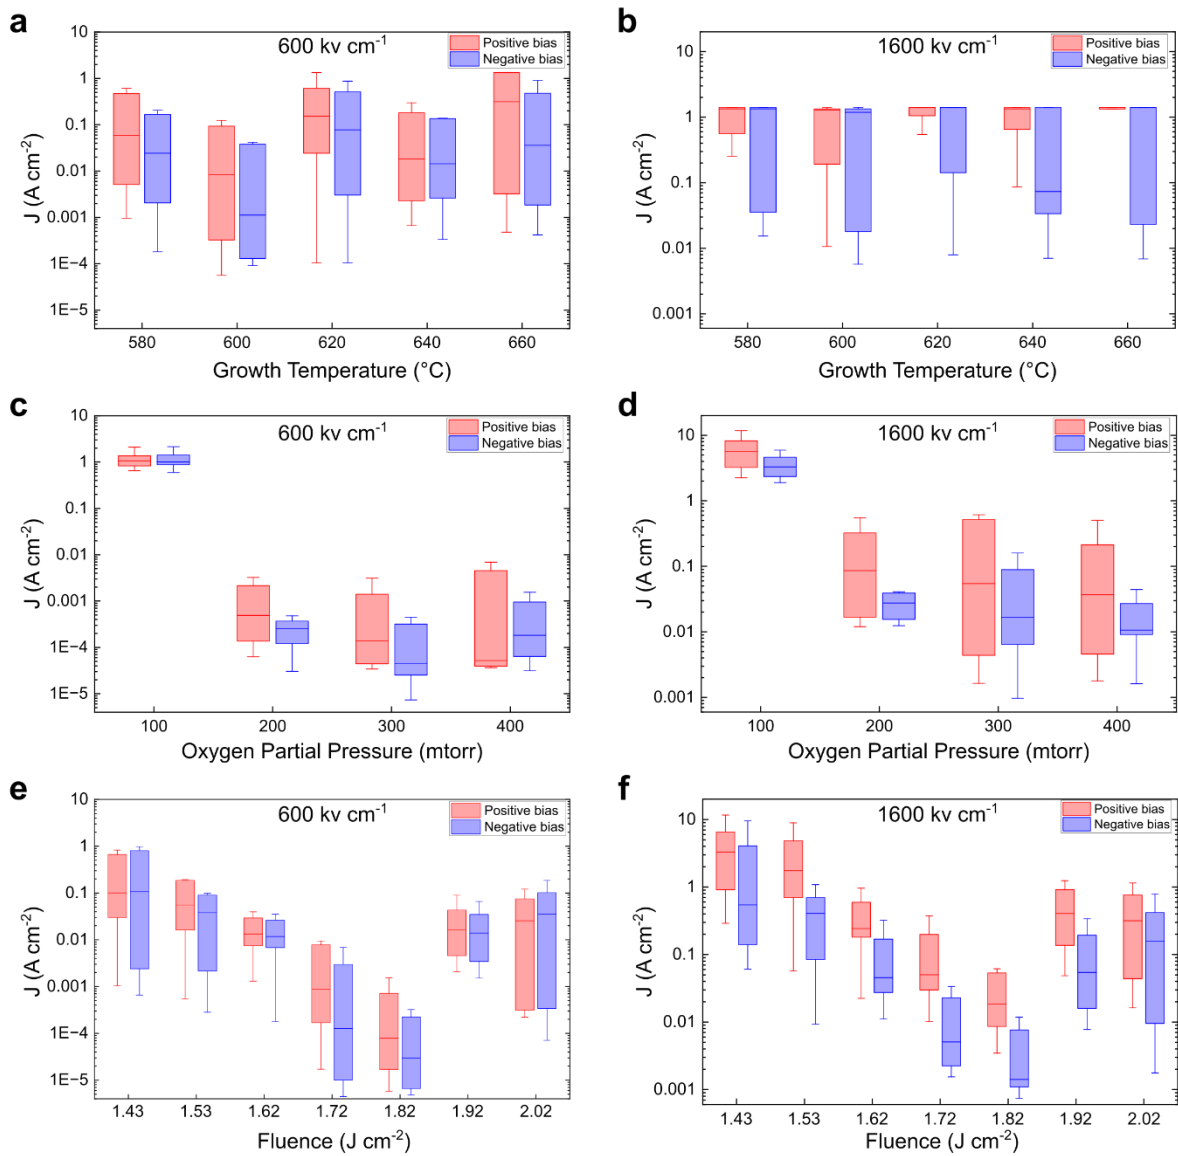 a
600 kv cm⁻¹
Positive bias
Negative bias
10
1
0.1
0.01
0.001
1E−4
1E−5
J (A cm⁻²)
580 600 620 640 660
Growth Temperature (°C)
b
1600 kv cm⁻¹
Positive bias
Negative bias
10
1
0.1
0.01
0.001
J (A cm⁻²)
580 600 620 640 660
Growth Temperature (°C)
c
600 kv cm⁻¹
Positive bias
Negative bias
10
1
0.1
0.01
0.001
1E−4
1E−5
J (A cm⁻²)
100 200 300 400
Oxygen Partial Pressure (mtorr)
d
1600 kv cm⁻¹
Positive bias
Negative bias
10
1
0.1
0.01
0.001
J (A cm⁻²)
100 200 300 400
Oxygen Partial Pressure (mtorr)
e
600 kv cm⁻¹
Positive bias
Negative bias
10
1
0.1
0.01
0.001
1E−4
1E−5
J (A cm⁻²)
1.43 1.53 1.62 1.72 1.82 1.92 2.02
Fluence (J cm⁻²)
f
1600 kv cm⁻¹
Positive bias
Negative bias
10
1
0.1
0.01
0.001
J (A cm⁻²)
1.43 1.53 1.62 1.72 1.82 1.92 2.02
Fluence (J cm⁻²)